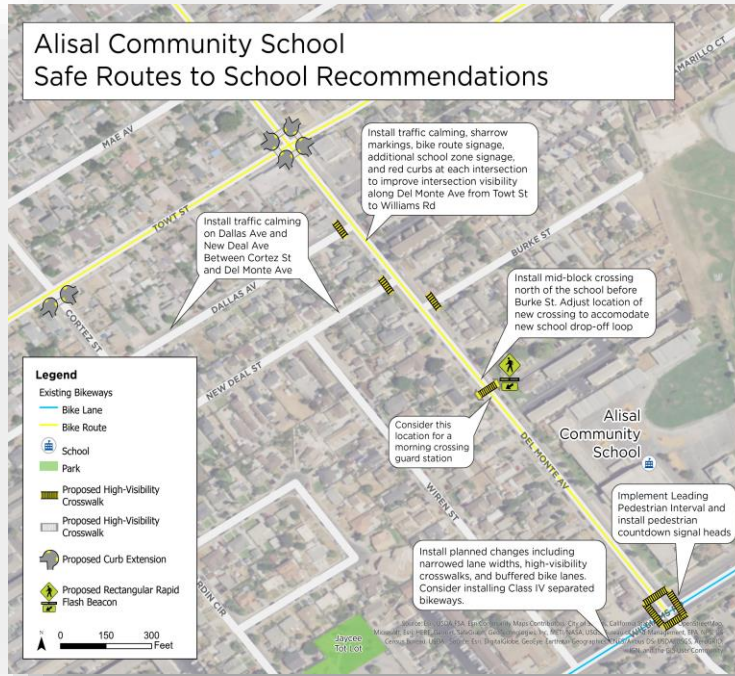 Alisal Community School
Safe Routes to School Recommendations
AMARILLO CT
MAE AV
Install traffic calming, sharrow
markings, bike route signage,
additional school zone signage,
and red curbs at each intersection
to improve intersection visibility
along Del Monte Ave from Towt St
to Williams Rd
TOWT ST
Install traffic calming
on Dallas Ave and
New Deal Ave
Between Cortez St
and Del Monte Ave
BURKE ST
DALLAS AV
CORTEZ ST
Install mid-block crossing
north of the school before
Burke St. Adjust location of
new crossing to accomodate
new school drop-off loop
NEW DEAL ST
Legend
Existing Bikeways
Bike Lane
Bike Route
School
Park
Proposed High-Visibility
Crosswalk
Proposed High-Visibility
Crosswalk
Proposed Curb Extension
Proposed Rectangular Rapid
Flash Beacon
N
0 150 300
Feet
Consider this
location for a
morning crossing
guard station
Alisal
Community
School
DEL MONTE AV
WIREN ST
Implement Leading
Pedestrian Interval and
install pedestrian
countdown signal heads
Install planned changes including
narrowed lane widths, high-visibility
crosswalks, and buffered bike lanes.
Consider installing Class IV separated
bikeways.
RDIN CIR
Jaycee
Tot Lot